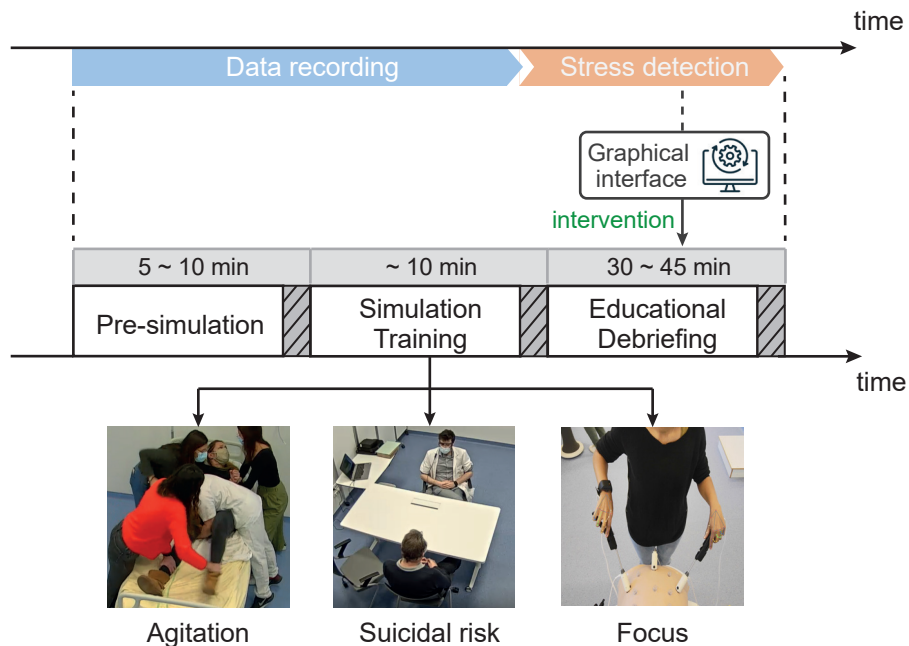 time
Data recording
Stress detection
Graphical
interface
intervention
5 ~ 10 min
~ 10 min
30 ~ 45 min
Pre-simulation
Simulation
Training
Educational
Debriefing
time
Agitation
Suicidal risk
Focus